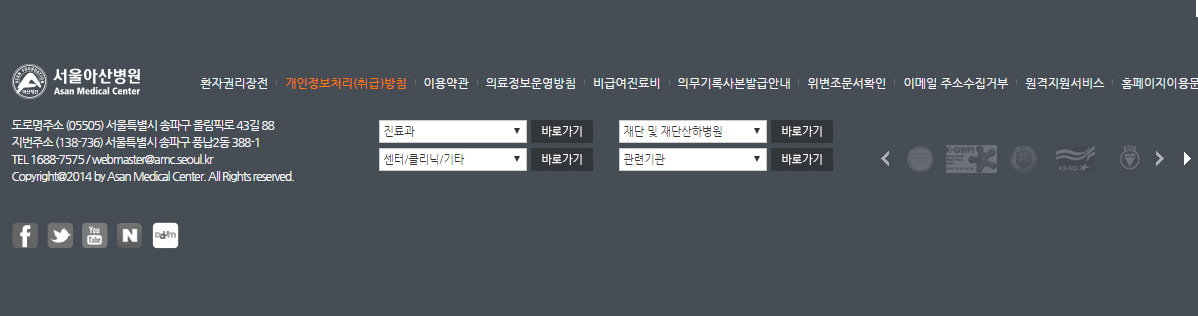 서울아산병원
Asan Medical Center
환자권리장전
개인정보처리(취급)방침
이용약관
의료정보운영방침
비급여진료비
의무기록사본발급안내
위변조문서확인
이메일 주소수집거부
원격지원서비스
홈페이지이용문
도로명주소 (05505) 서울특별시 송파구 올림픽로 43길 88
지번주소 (138-736) 서울특별시 송파구 풍납2동 388-1
TEL 1688-7575 / webmaster@amc.seoul.kr
Copyright@2014 by Asan Medical Center. All Rights reserved.
진료과
바로가기
재단 및 재단산하병원
바로가기
센터/클리닉/기타
바로가기
관련기관
바로가기
K-GWPI
KS-SQI
You Tube
N
Daum